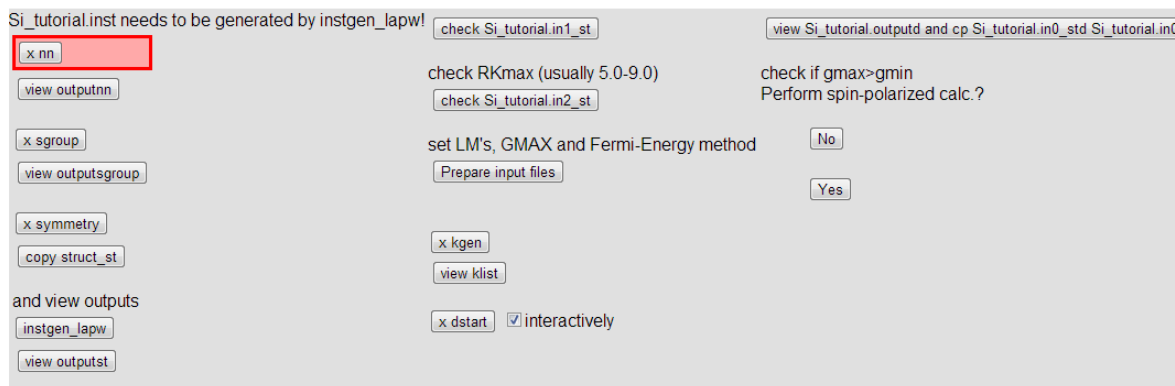 Si_tutorial.inst needs to be generated by instgen_lapw!
x nn
view outputnn
x sgroup
view outputsgroup
x symmetry
copy struct_st
and view outputs
instgen_lapw
view outputst
check Si_tutorial.in1_st
check RKmax (usually 5.0-9.0)
check Si_tutorial.in2_st
set LM's, GMAX and Fermi-Energy method
Prepare input files
x kgen
view klist
x dstart
interactively
view Si_tutorial.outputd and cp Si_tutorial.in0_std Si_tutorial.in0
check if gmax>gmin
Perform spin-polarized calc.?
No
Yes